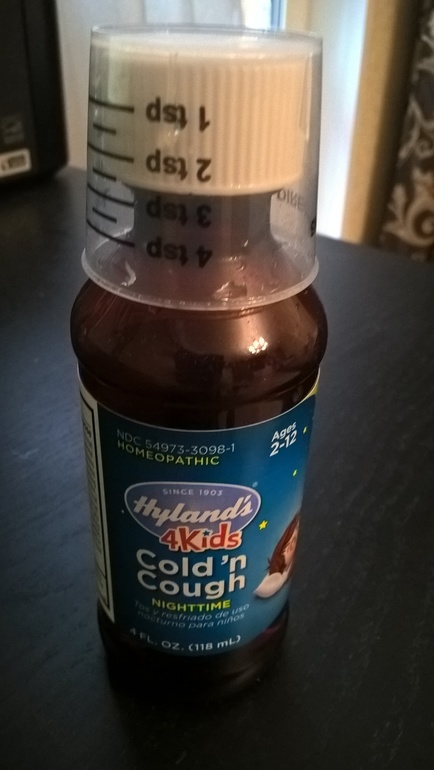 1 tsp
2 tsp
3 tsp
4 tsp
NDC 54973-3098-1
HOMEOPATHIC
Ages
2-12
SINCE 1903
Hyland's
4Kids
Cold 'n
Cough
NIGHTTIME
Tos y resfriado de uso
nocturno para niños
4 FL. OZ. (118 mL)